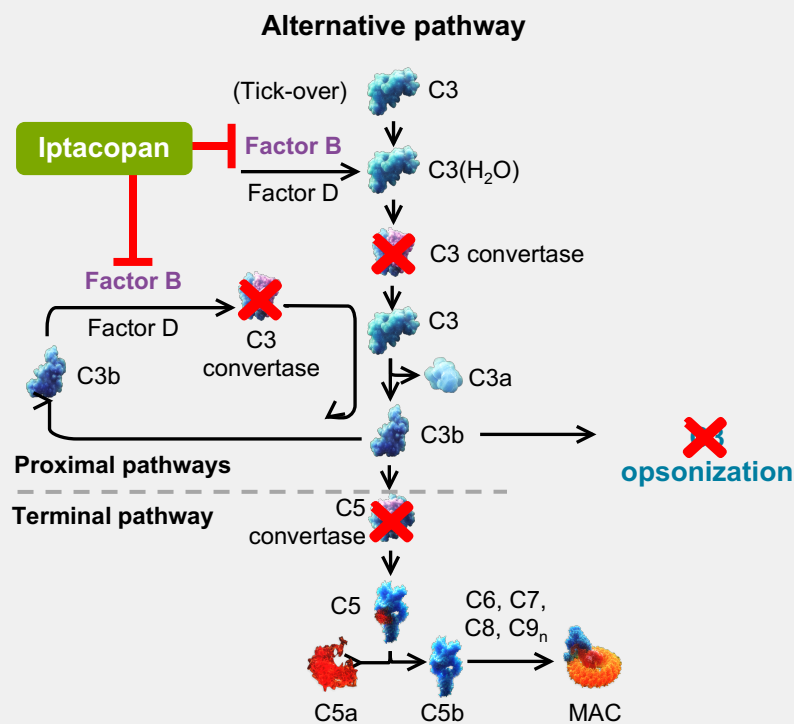 Alternative pathway
(Tick-over)
C3
Iptacopan
Factor B
Factor D
C3(H₂O)
C3 convertase
Factor B
Factor D
C3
convertase
C3
C3b
C3a
C3b
opsonization
Proximal pathways
Terminal pathway
C5
convertase
C5
C6, C7,
C8, C9ₙ
C5a
C5b
MAC